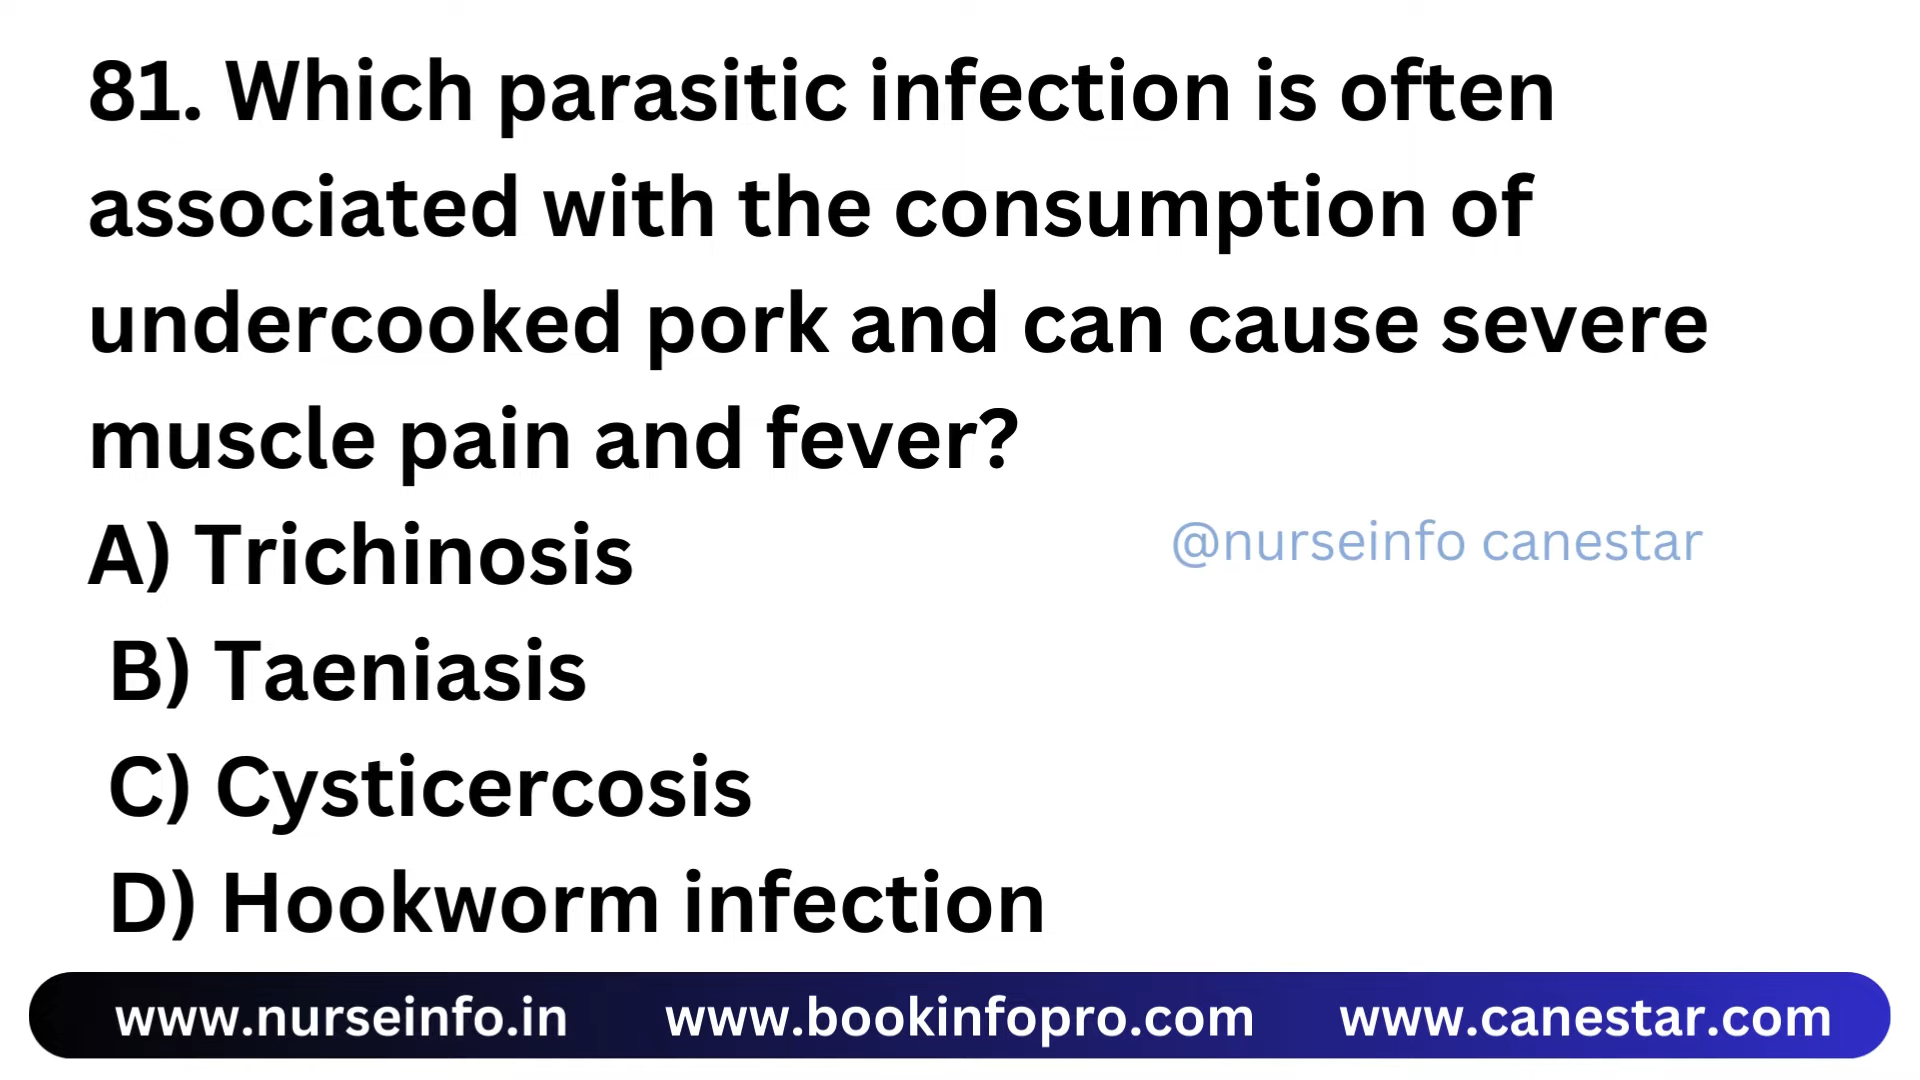 81. Which parasitic infection is often
associated with the consumption of
undercooked pork and can cause severe
muscle pain and fever?
A) Trichinosis
@nurseinfo canestar
B) Taeniasis
C) Cysticercosis
D) Hookworm infection
www.nurseinfo.in www.bookinfopro.com www.canestar.com